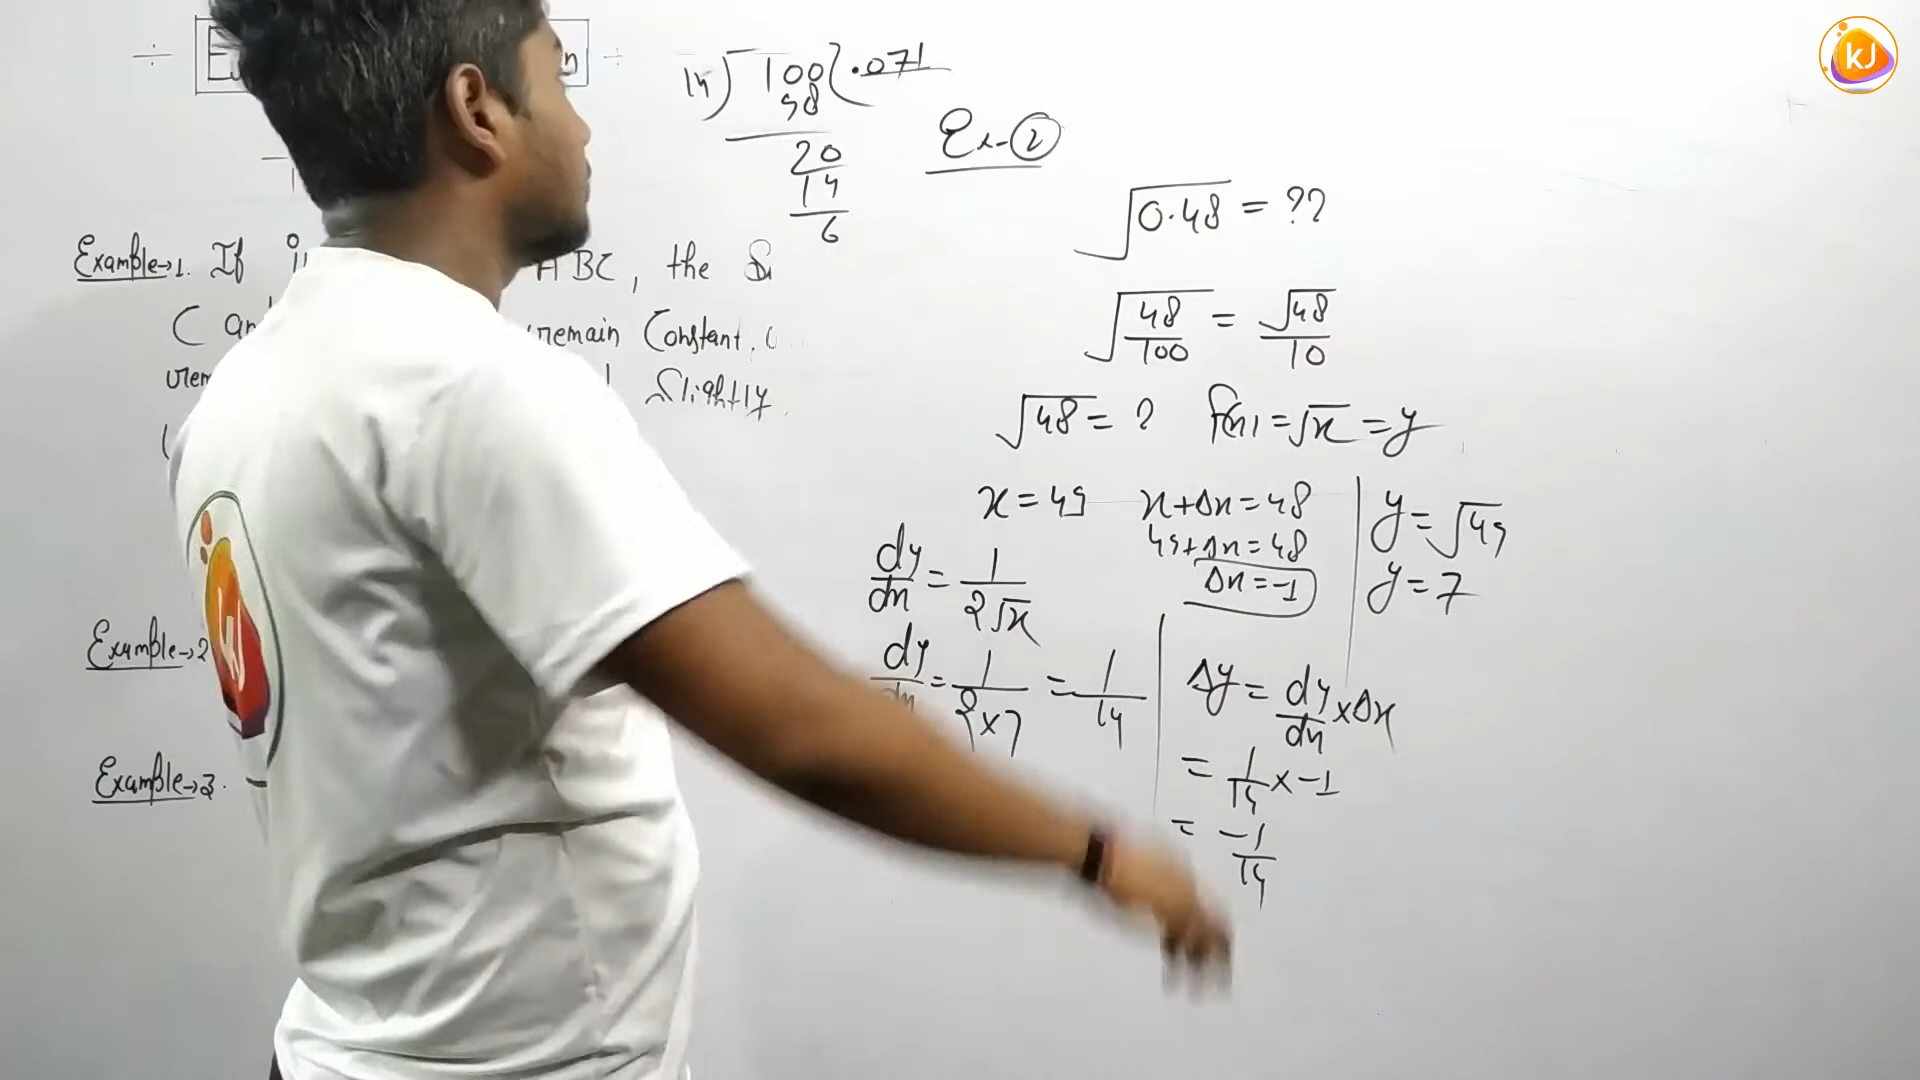 14) 100 ( .071
98
20
14
6
Ex-②
√0.48 = ??
√48/100 = √48/10
√48 = ? f(x) = √x = y
x = 49 x+Δx = 48
49+Δx = 48
Δx = -1
y = √49
y = 7
dy/dx = 1/2√x
dy/dx = 1/2×7 = 1/14
Δy = dy/dx × Δx
= 1/14 × -1
= -1/14
Example→1. If ABC, the
C remain Constant.
Slightly
Example→2
Example→3.
KJ
KJ